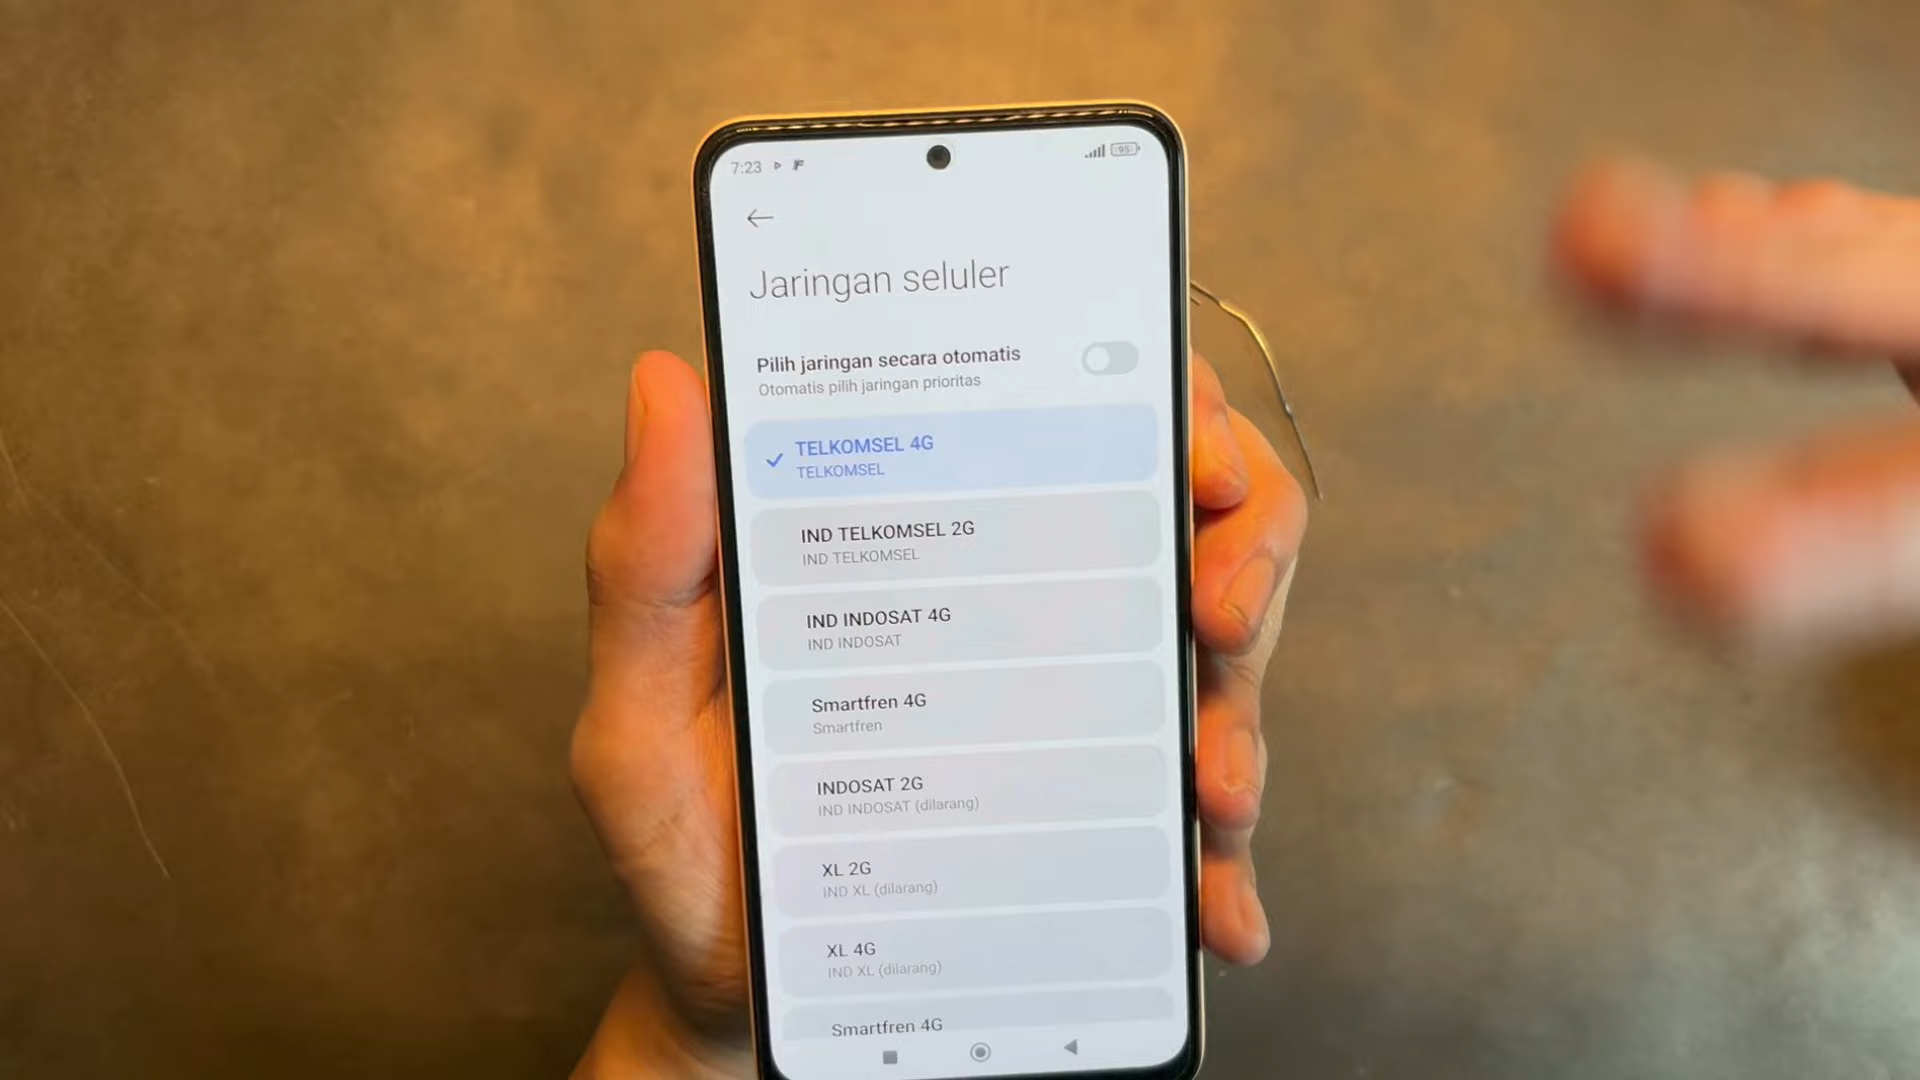 7:23
95
Jaringan seluler
Pilih jaringan secara otomatis
Otomatis pilih jaringan prioritas
TELKOMSEL 4G
TELKOMSEL
IND TELKOMSEL 2G
IND TELKOMSEL
IND INDOSAT 4G
IND INDOSAT
Smartfren 4G
Smartfren
INDOSAT 2G
IND INDOSAT (dilarang)
XL 2G
IND XL (dilarang)
XL 4G
IND XL (dilarang)
Smartfren 4G